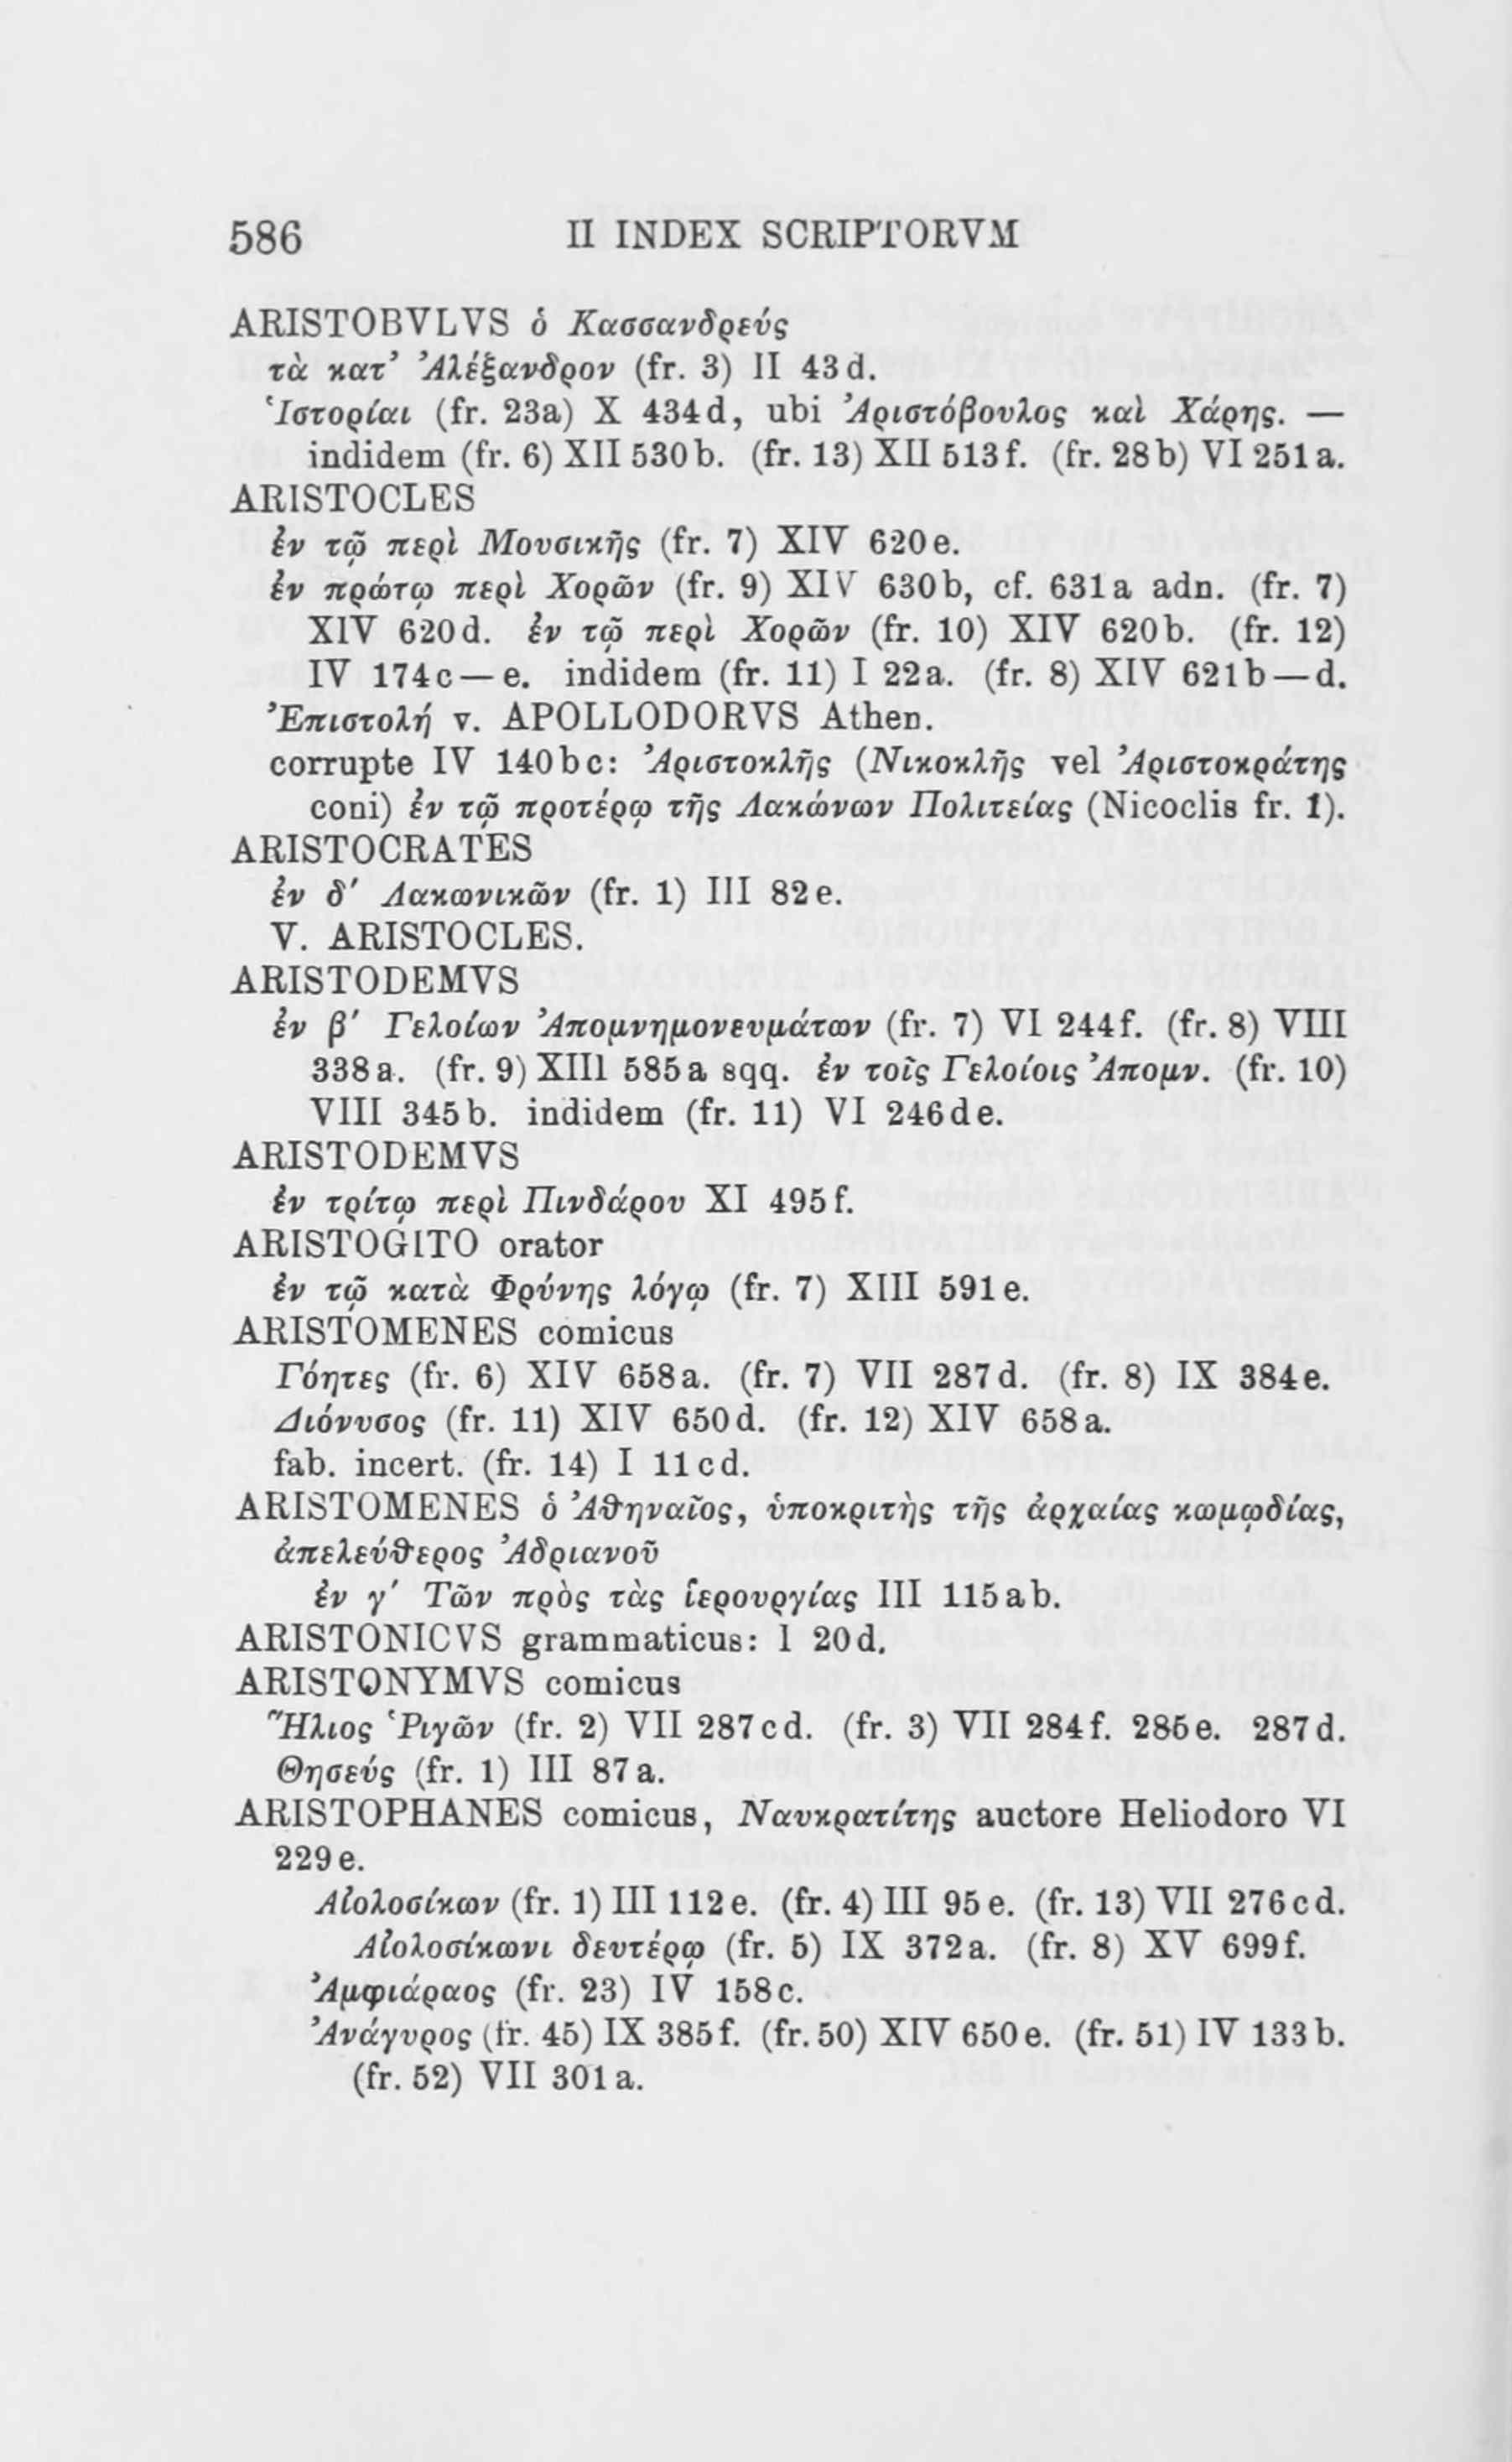 586 II INDEX SCRIPTORVM
ARISTOBVLVS ὁ Κασσανδρεύς
τὰ κατ’ Ἀλέξανδρον (fr. 3) II 43 d.
Ἱστορίαι (fr. 23a) X 434 d, ubi Ἀριστόβουλος καὶ Χάρης. —
indidem (fr. 6) XII 530 b. (fr. 13) XII 513 f. (fr. 28 b) VI 251 a.
ARISTOCLES
ἐν τῷ περὶ Μουσικῆς (fr. 7) XIV 620 e.
ἐν πρώτῳ περὶ Χορῶν (fr. 9) XIV 630 b, cf. 631 a adn. (fr. 7)
XIV 620 d. ἐν τῷ περὶ Χορῶν (fr. 10) XIV 620 b. (fr. 12)
IV 174 c — e. indidem (fr. 11) I 22 a. (fr. 8) XIV 621 b — d.
Ἐπιστολή v. APOLLODORVS Athen.
corrupte IV 140 b c: Ἀριστοκλῆς (Νικοκλῆς vel Ἀριστοκράτης
coni) ἐν τῷ προτέρῳ τῆς Λακώνων Πολιτείας (Nicoclis fr. 1).
ARISTOCRATES
ἐν δ′ Λακωνικῶν (fr. 1) III 82 e.
V. ARISTOCLES.
ARISTODEMVS
ἐν β′ Γελοίων Ἀπομνημονευμάτων (fr. 7) VI 244 f. (fr. 8) VIII
338 a. (fr. 9) XIII 585 a sqq. ἐν τοῖς Γελοίοις Ἀπομν. (fr. 10)
VIII 345 b. indidem (fr. 11) VI 246 d e.
ARISTODEMVS
ἐν τρίτῳ περὶ Πινδάρου XI 495 f.
ARISTOGITO orator
ἐν τῷ κατὰ Φρύνης λόγῳ (fr. 7) XIII 591 e.
ARISTOMENES comicus
Γόητες (fr. 6) XIV 658 a. (fr. 7) VII 287 d. (fr. 8) IX 384 e.
Διόνυσος (fr. 11) XIV 650 d. (fr. 12) XIV 658 a.
fab. incert. (fr. 14) I 11 c d.
ARISTOMENES ὁ Ἀθηναῖος, ὑποκριτὴς τῆς ἀρχαίας κωμῳδίας,
ἀπελεύθερος Ἀδριανοῦ
ἐν γ′ Τῶν πρὸς τὰς ἱερουργίας III 115 a b.
ARISTONICVS grammaticus: I 20 d.
ARISTONYMVS comicus
Ἥλιος Ῥιγῶν (fr. 2) VII 287 c d. (fr. 3) VII 284 f. 285 e. 287 d.
Θησεύς (fr. 1) III 87 a.
ARISTOPHANES comicus, Ναυκρατίτης auctore Heliodoro VI
229 e.
Αἰολοσίκων (fr. 1) III 112 e. (fr. 4) III 95 e. (fr. 13) VII 276 c d.
Αἰολοσίκωνι δευτέρῳ (fr. 5) IX 372 a. (fr. 8) XV 699 f.
Ἀμφιάραος (fr. 23) IV 158 c.
Ἀνάγυρος (fr. 45) IX 385 f. (fr. 50) XIV 650 e. (fr. 51) IV 133 b.
(fr. 52) VII 301 a.